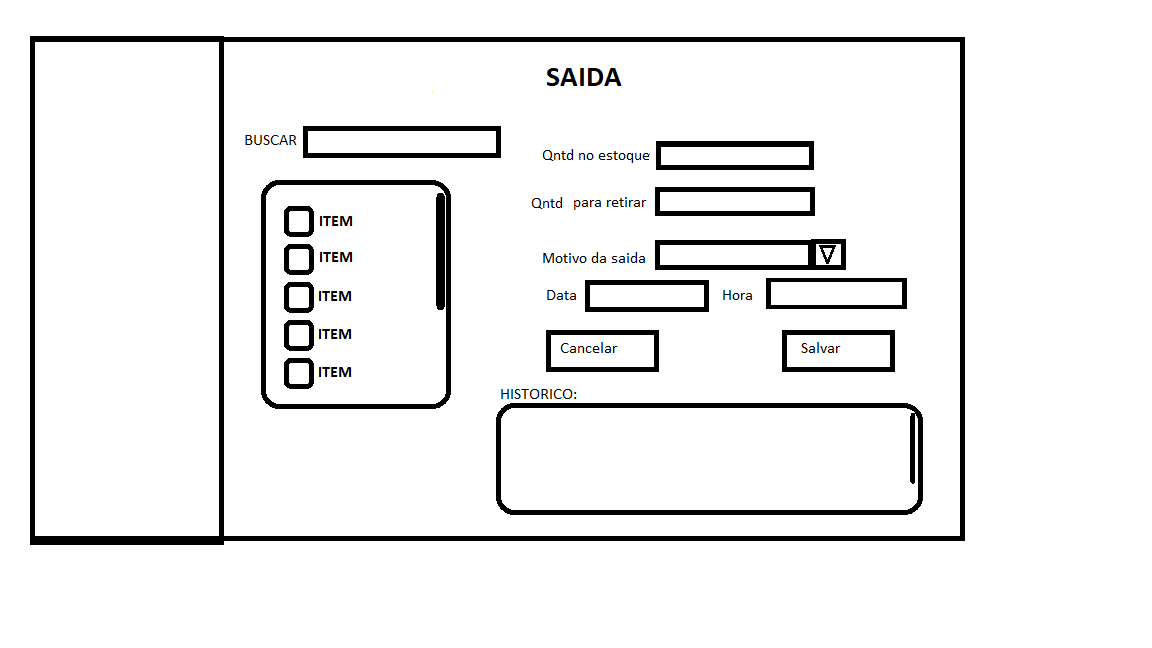 SAIDA
BUSCAR
ITEM
ITEM
ITEM
ITEM
ITEM
Qntd no estoque
Qntd para retirar
Motivo da saida
Data
Hora
Cancelar
Salvar
HISTORICO: